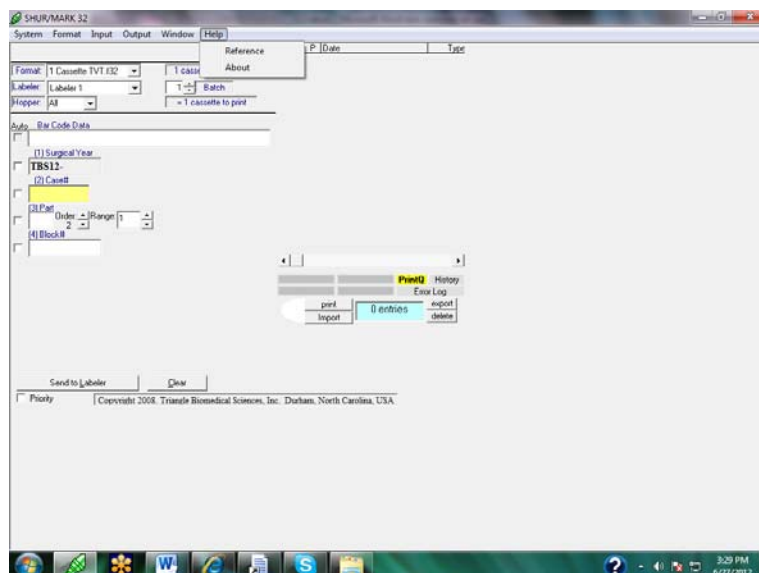 SHUR/MARK 32
System Format Input Output Window Help
Reference
About
P Date Type
Format: 1 Cassette TVT.f32 1 casse
Labeler: Labeler 1 1 Batch
Hopper: All = 1 cassette to print
Auto Bar Code Data
(1) Surgical Year
TBS12-
(2) Case#
(3) Part Order 2 Range 1
(4) Block#
PrintQ History
Error Log
print 0 entries export
Import delete
Send to Labeler Clear
Priority Copyright 2008. Triangle Biomedical Sciences, Inc. Durham, North Carolina, USA
3:29 PM